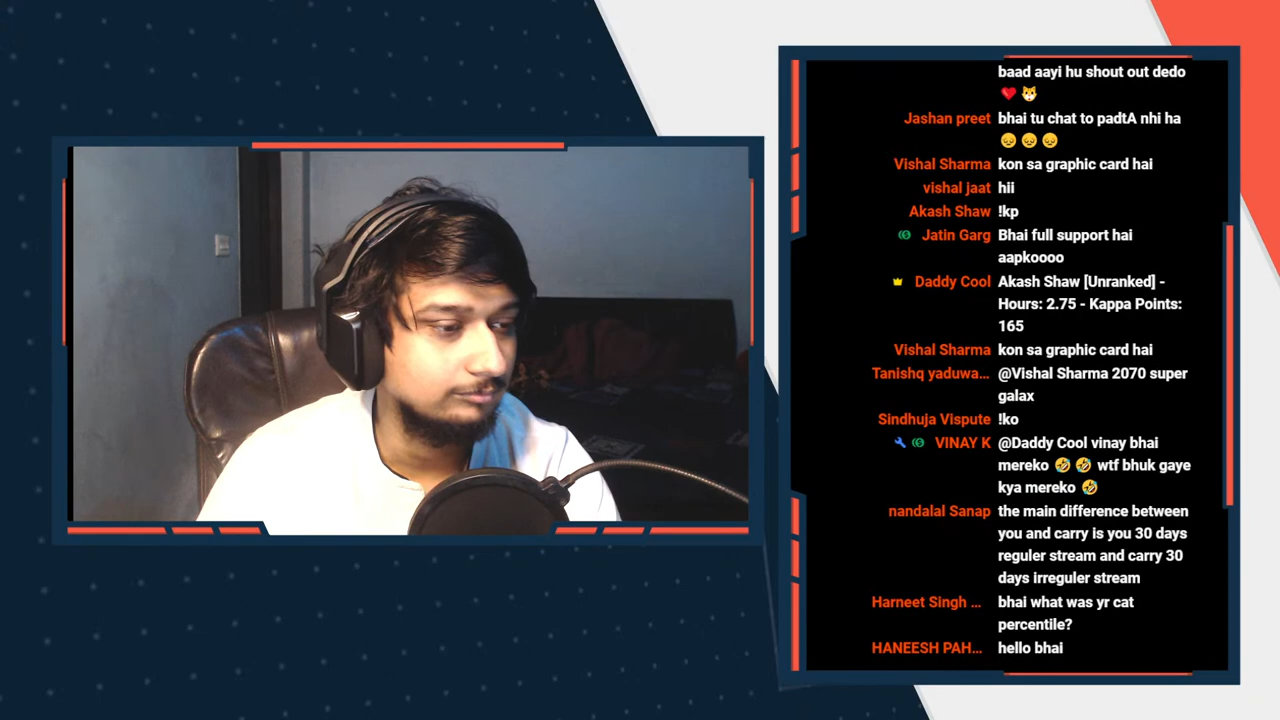 baad aayi hu shout out dedo
❤️ 🐱
Jashan preet bhai tu chat to padtA nhi ha
😞 😞 😞
Vishal Sharma kon sa graphic card hai
vishal jaat hii
Akash Shaw !kp
Jatin Garg Bhai full support hai
aapkoooo
Daddy Cool Akash Shaw [Unranked] -
Hours: 2.75 - Kappa Points:
165
Vishal Sharma kon sa graphic card hai
Tanishq yaduwa... @Vishal Sharma 2070 super
galax
Sindhuja Vispute !ko
VINAY K @Daddy Cool vinay bhai
mereko 🤣 🤣 wtf bhuk gaye
kya mereko 🤣
nandalal Sanap the main difference between
you and carry is you 30 days
reguler stream and carry 30
days irreguler stream
Harneet Singh ... bhai what was yr cat
percentile?
HANEESH PAH... hello bhai